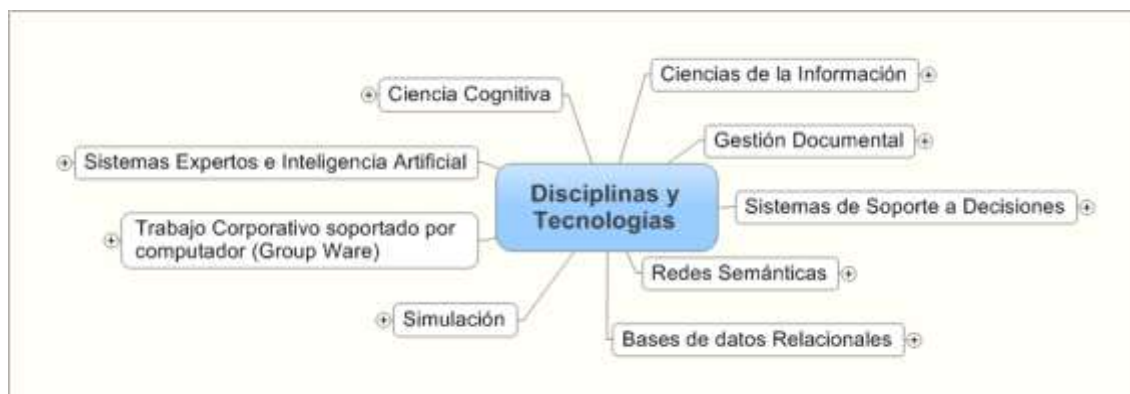 Ciencias de la Información
Ciencia Cognitiva
Gestión Documental
Sistemas Expertos e Inteligencia Artificial
Disciplinas y
Tecnologías
Sistemas de Soporte a Decisiones
Trabajo Corporativo soportado por
computador (Group Ware)
Redes Semánticas
Simulación
Bases de datos Relacionales